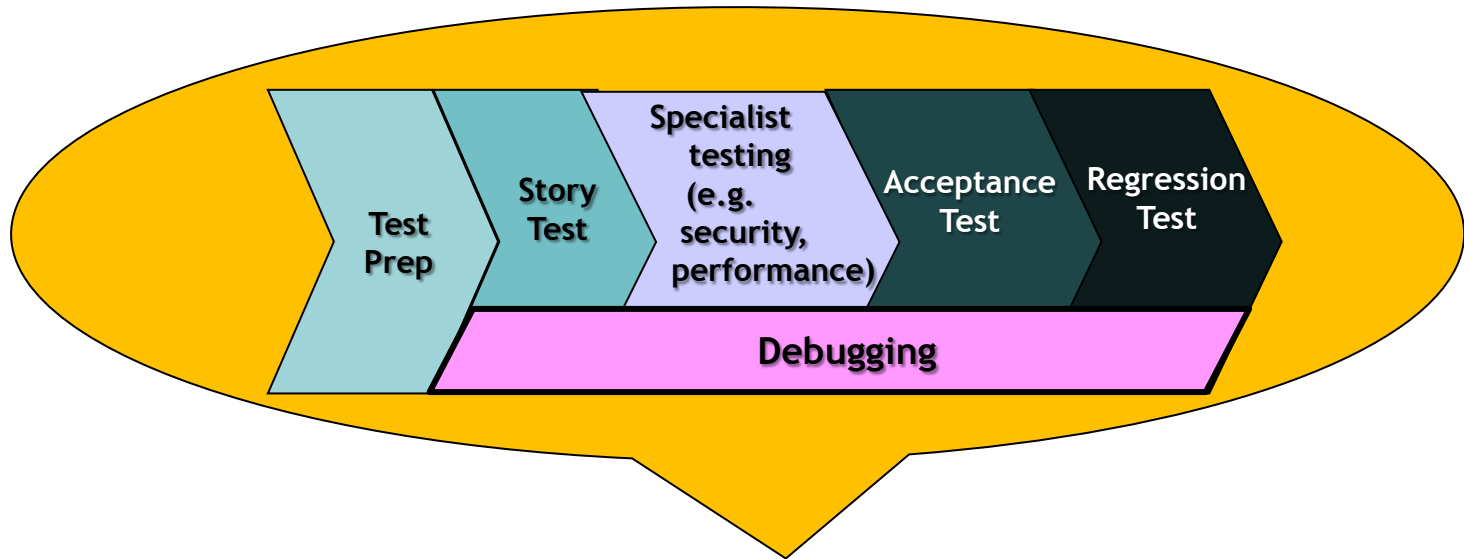 Test
Prep
Story
Test
Specialist
testing
(e.g.
security,
performance)
Acceptance
Test
Regression
Test
Debugging